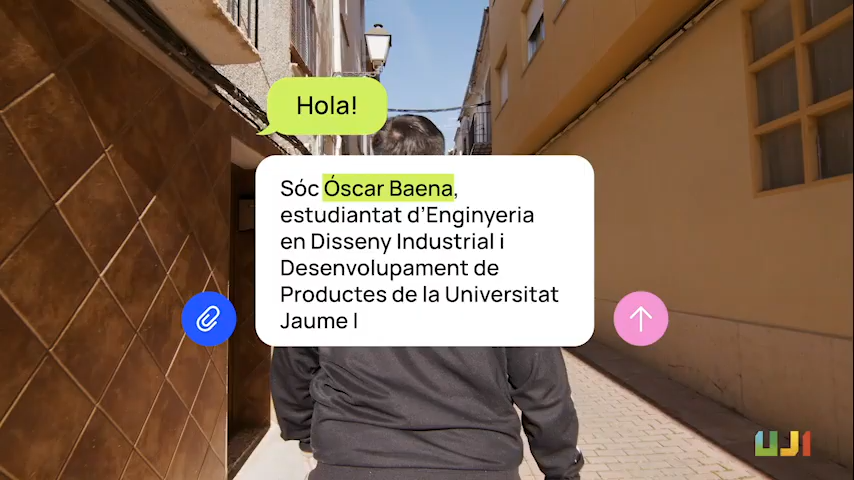 Hola!
Sóc Óscar Baena,
estudiantat d’Enginyeria
en Disseny Industrial i
Desenvolupament de
Productes de la Universitat
Jaume I
UJI